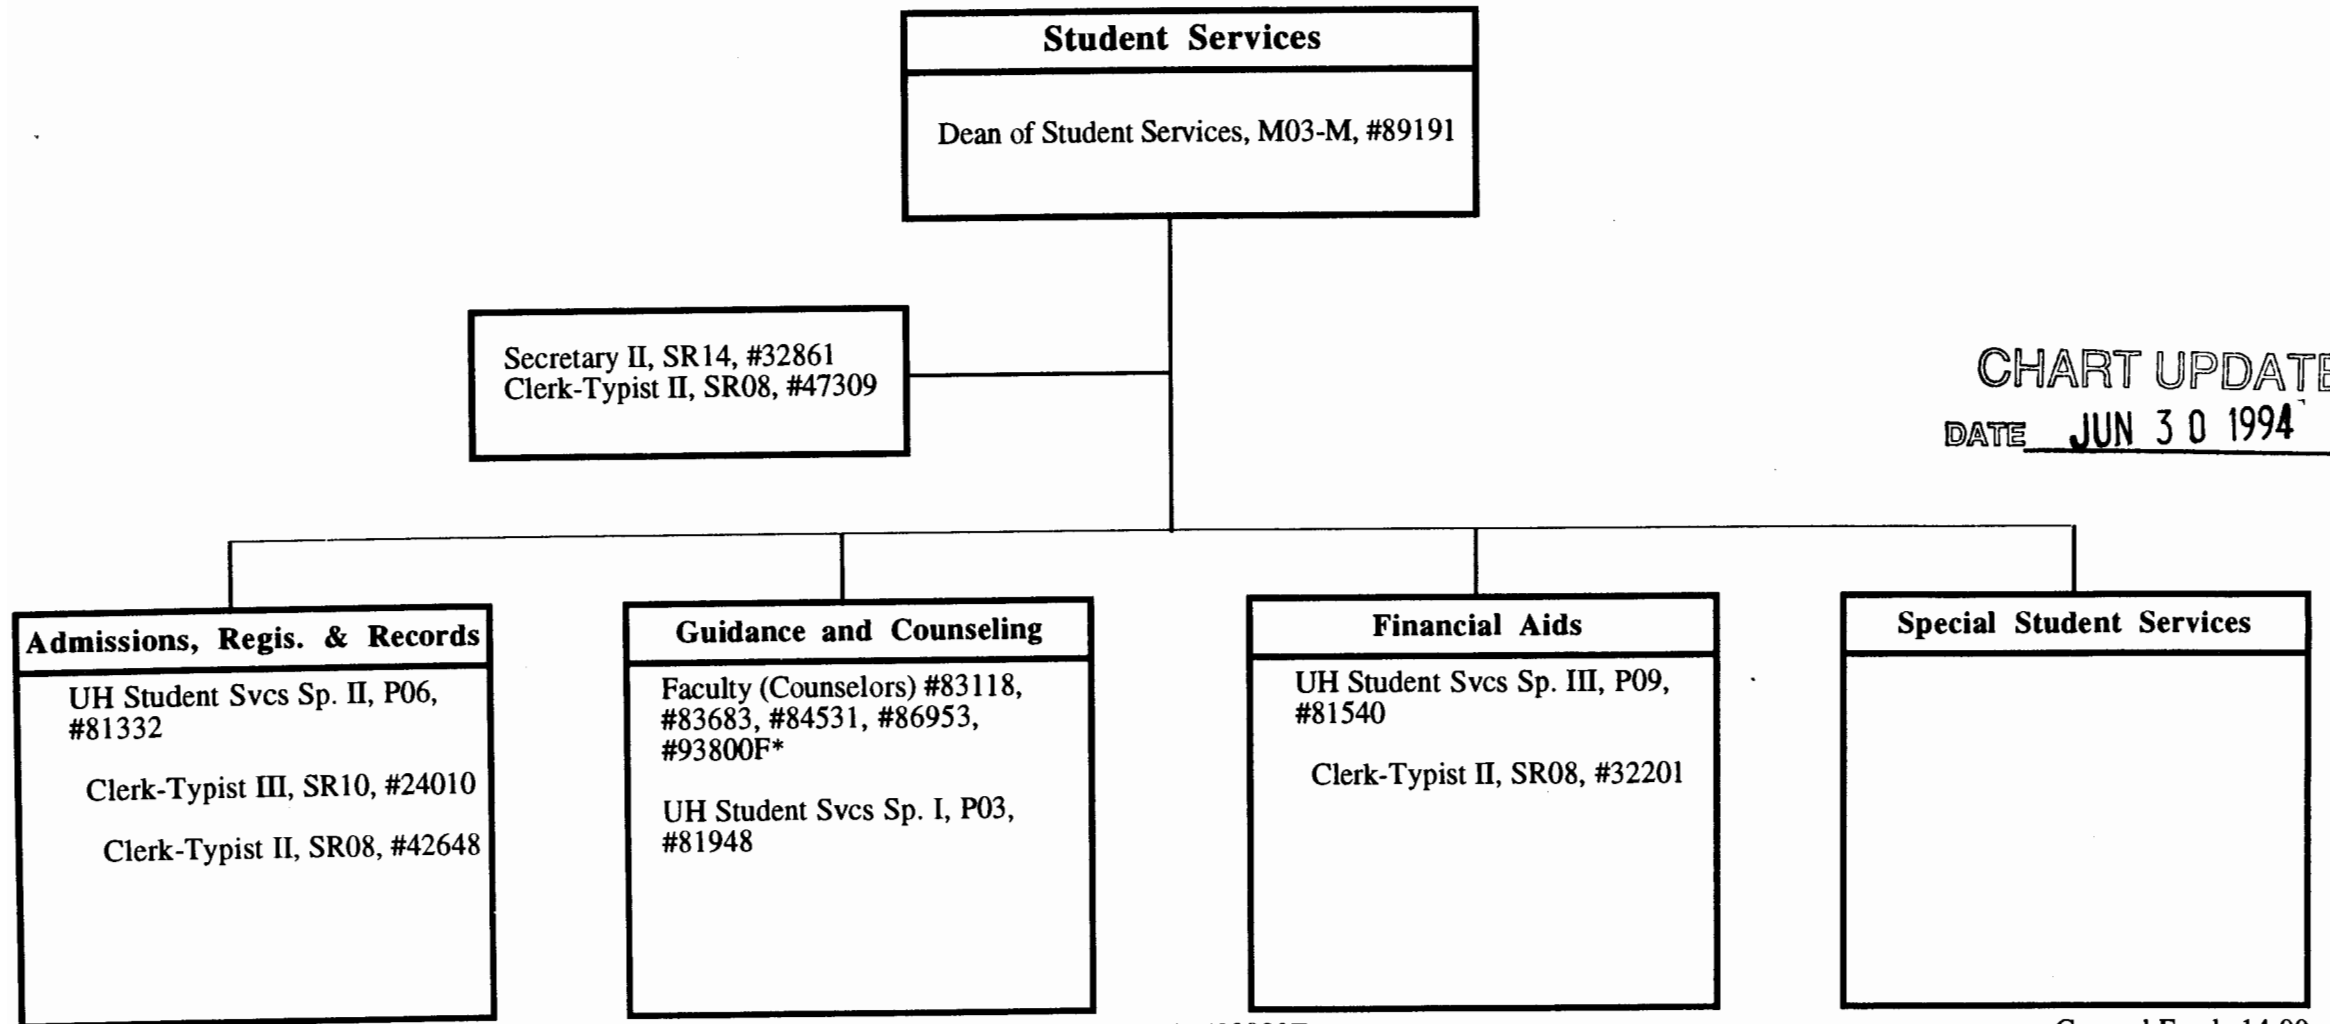 Student Services
Dean of Student Services, M03-M, #89191
Secretary II, SR14, #32861
Clerk-Typist II, SR08, #47309
CHART UPDATE
DATE JUN 30 1994
Admissions, Regis. & Records
UH Student Svcs Sp. II, P06,
#81332
Clerk-Typist III, SR10, #24010
Clerk-Typist II, SR08, #42648
Guidance and Counseling
Faculty (Counselors) #83118,
#83683, #84531, #86953,
#93800F*
UH Student Svcs Sp. I, P03,
#81948
Financial Aids
UH Student Svcs Sp. III, P09,
#81540
Clerk-Typist II, SR08, #32201
Special Student Services